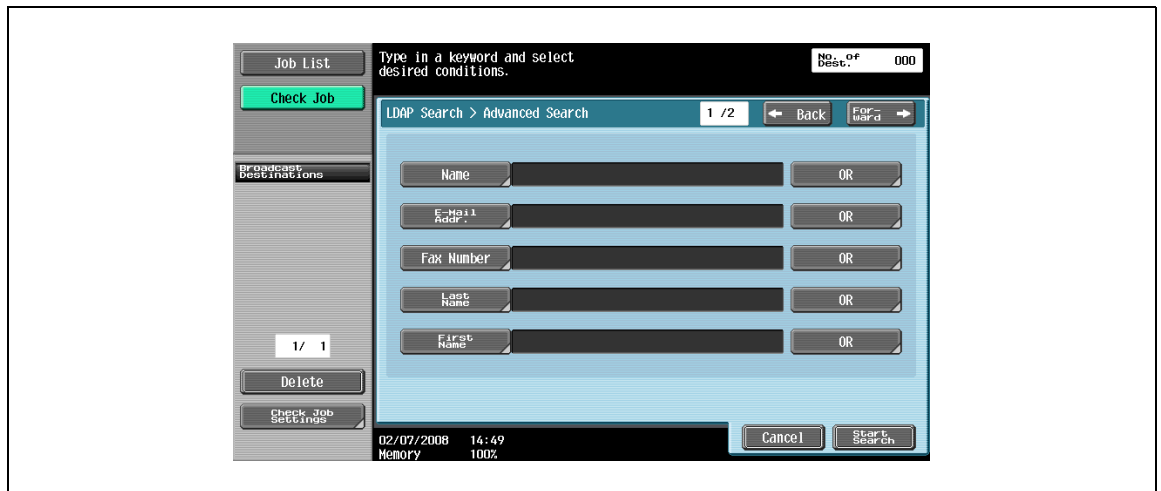 Job List
Check Job
Broadcast
Destinations
1/ 1
Delete
Check Job
Settings
Type in a keyword and select
desired conditions.
No. of
Dest.
000
LDAP Search > Advanced Search
1 /2
← Back
For-
ward →
Name
OR
E-Mail
Addr.
OR
Fax Number
OR
Last
Name
OR
First
Name
OR
Cancel
Start
Search
02/07/2008 14:49
Memory 100%